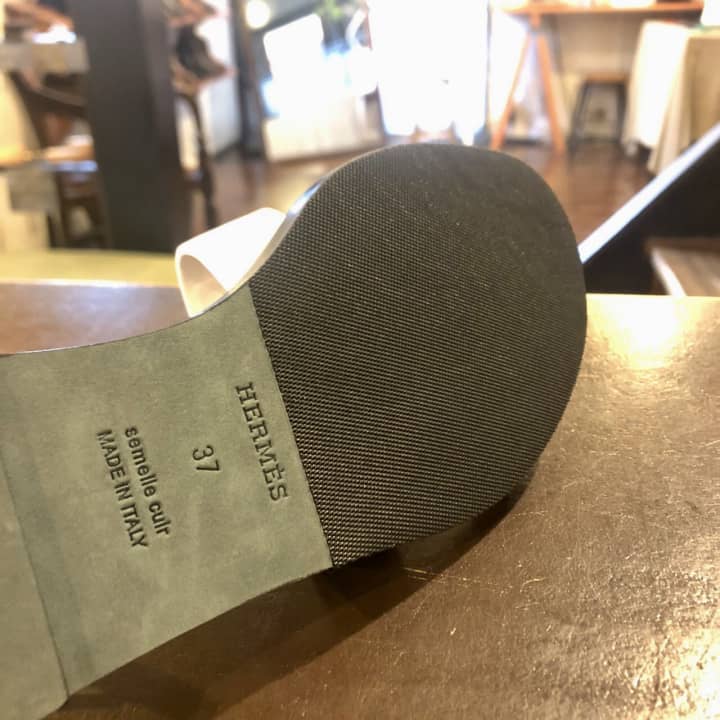 HERMÈS
37
semelle cuir
MADE IN ITALY